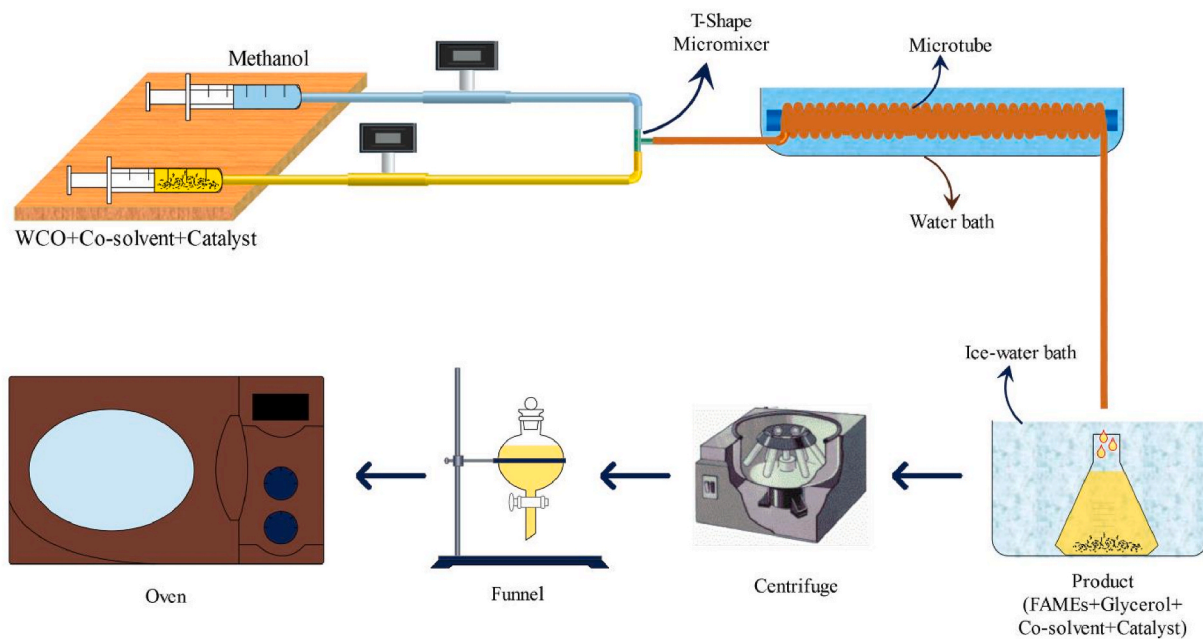 T-Shape
Micromixer
Methanol
Microtube
WCO+Co-solvent+Catalyst
Water bath
Ice-water bath
Oven
Funnel
Centrifuge
Product
(FAMEs+Glycerol+
Co-solvent+Catalyst)